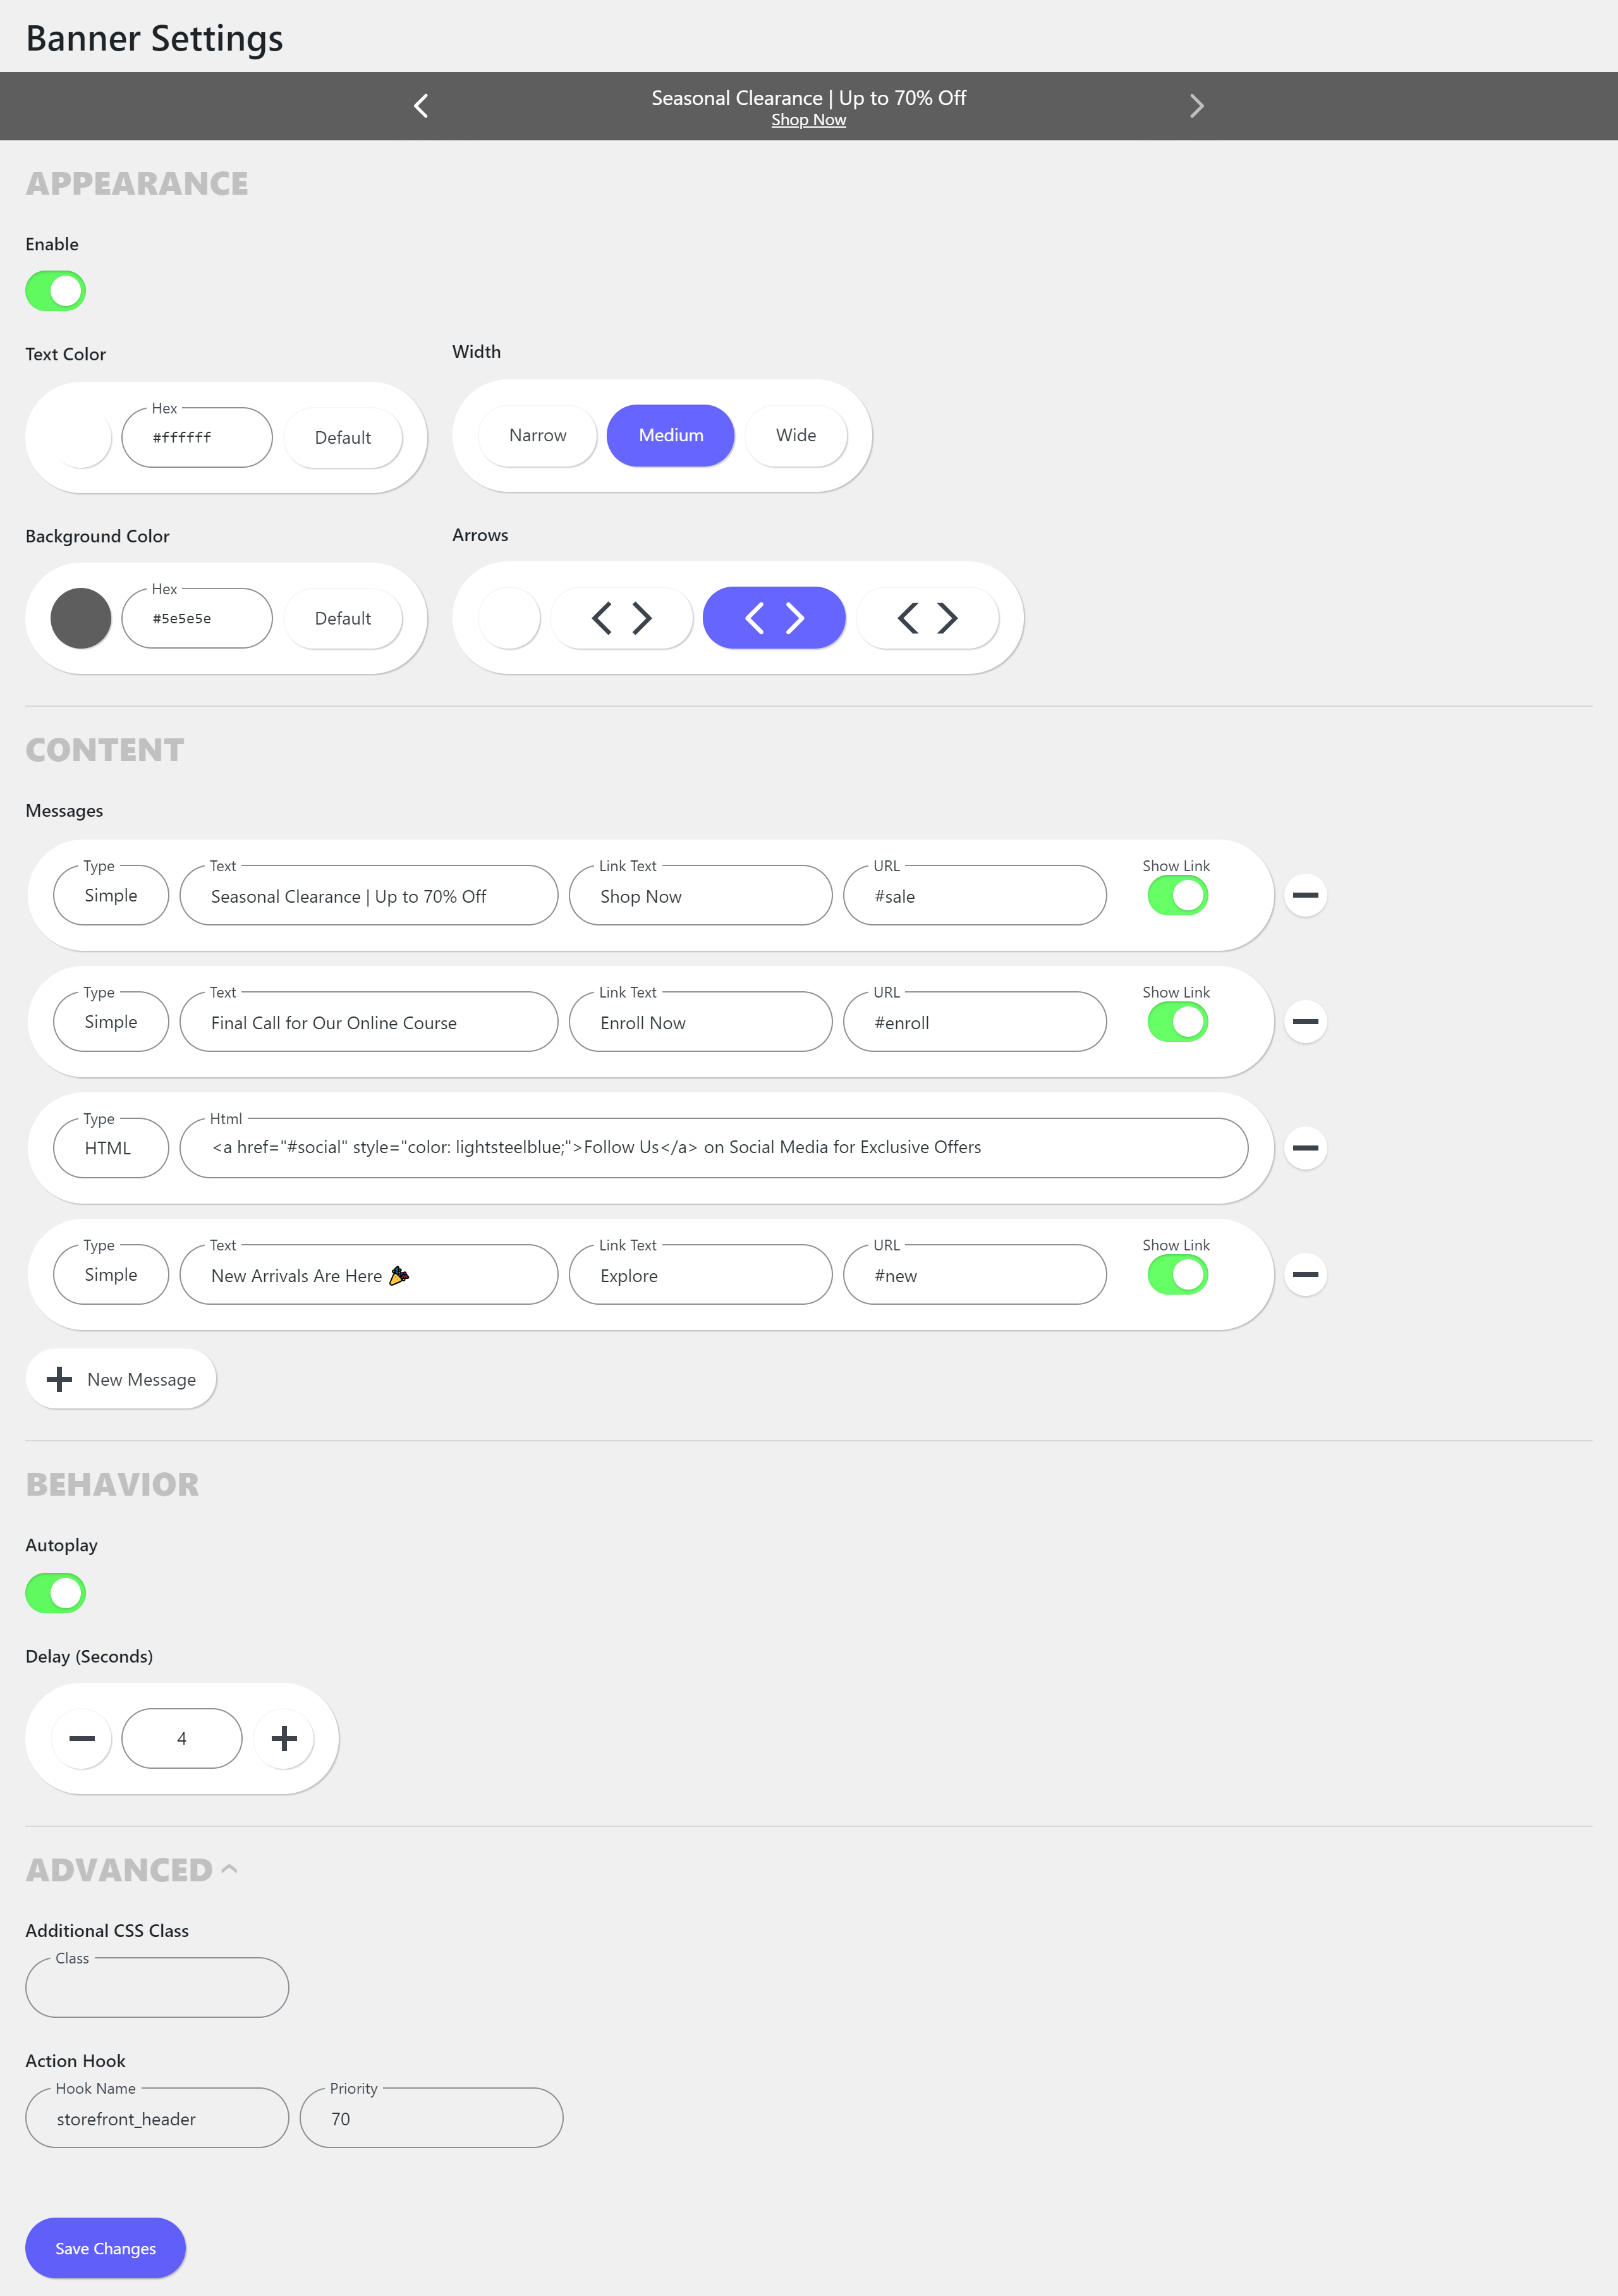 Banner Settings
Seasonal Clearance | Up to 70% Off
Shop Now
APPEARANCE
Enable
Text Color
Width
Hex
#ffffff
Default
Narrow
Medium
Wide
Background Color
Arrows
Hex
#5e5e5e
Default
CONTENT
Messages
Type
Text
Link Text
URL
Show Link
Simple
Seasonal Clearance | Up to 70% Off
Shop Now
#sale
Type
Text
Link Text
URL
Show Link
Simple
Final Call for Our Online Course
Enroll Now
#enroll
Type
Html
HTML
<a href="#social" style="color: lightsteelblue;">Follow Us</a> on Social Media for Exclusive Offers
Type
Text
Link Text
URL
Show Link
Simple
New Arrivals Are Here 🎉
Explore
#new
New Message
BEHAVIOR
Autoplay
Delay (Seconds)
4
ADVANCED
Additional CSS Class
Class
Action Hook
Hook Name
Priority
storefront_header
70
Save Changes